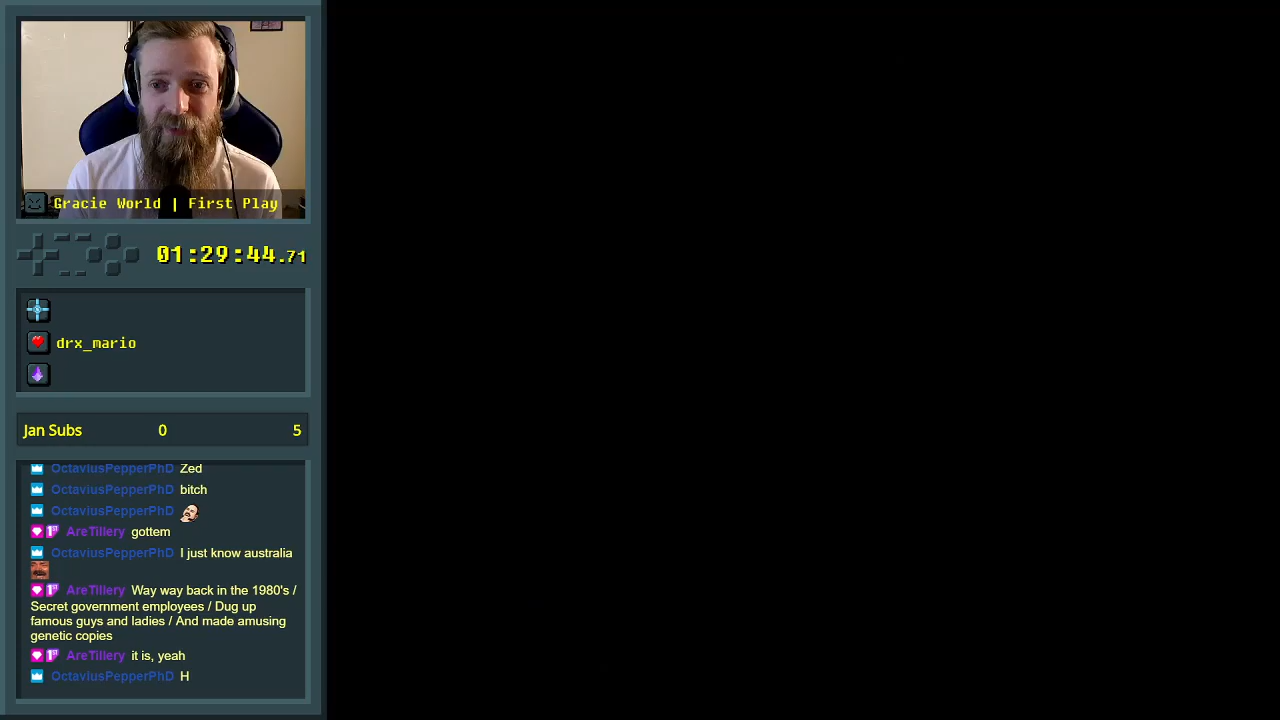 Gracie World | First Play
01:29:44.71
drx_mario
Jan Subs 0 5
OctaviusPepperPhD Zed
OctaviusPepperPhD bitch
OctaviusPepperPhD
AreTillery gottem
OctaviusPepperPhD I just know australia
AreTillery Way way back in the 1980's /
Secret government employees / Dug up
famous guys and ladies / And made amusing
genetic copies
AreTillery it is, yeah
OctaviusPepperPhD H